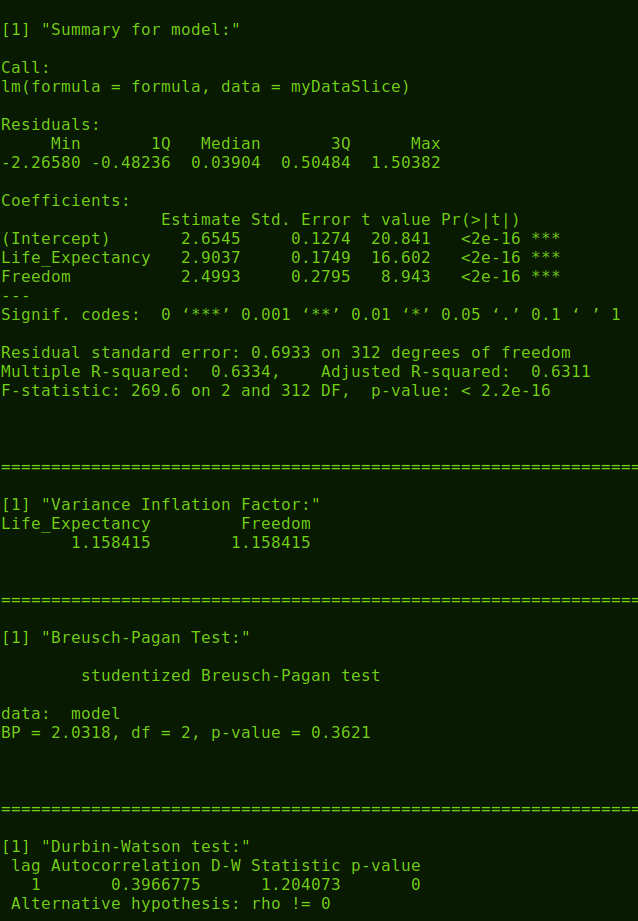 [1] "Summary for model:"
Call:
lm(formula = formula, data = myDataSlice)
Residuals:
     Min       1Q   Median       3Q      Max
-2.26580 -0.48236  0.03904  0.50484  1.50382
Coefficients:
                Estimate Std. Error t value Pr(>|t|)
(Intercept)       2.6545     0.1274  20.841   <2e-16 ***
Life_Expectancy   2.9037     0.1749  16.602   <2e-16 ***
Freedom           2.4993     0.2795   8.943   <2e-16 ***
---
Signif. codes:  0 ‘***’ 0.001 ‘**’ 0.01 ‘*’ 0.05 ‘.’ 0.1 ‘ ’ 1
Residual standard error: 0.6933 on 312 degrees of freedom
Multiple R-squared:  0.6334,    Adjusted R-squared:  0.6311
F-statistic: 269.6 on 2 and 312 DF,  p-value: < 2.2e-16
================================================================
[1] "Variance Inflation Factor:"
Life_Expectancy         Freedom
       1.158415        1.158415
================================================================
[1] "Breusch-Pagan Test:"
        studentized Breusch-Pagan test
data:  model
BP = 2.0318, df = 2, p-value = 0.3621
================================================================
[1] "Durbin-Watson test:"
 lag Autocorrelation D-W Statistic p-value
   1       0.3966775      1.204073       0
 Alternative hypothesis: rho != 0